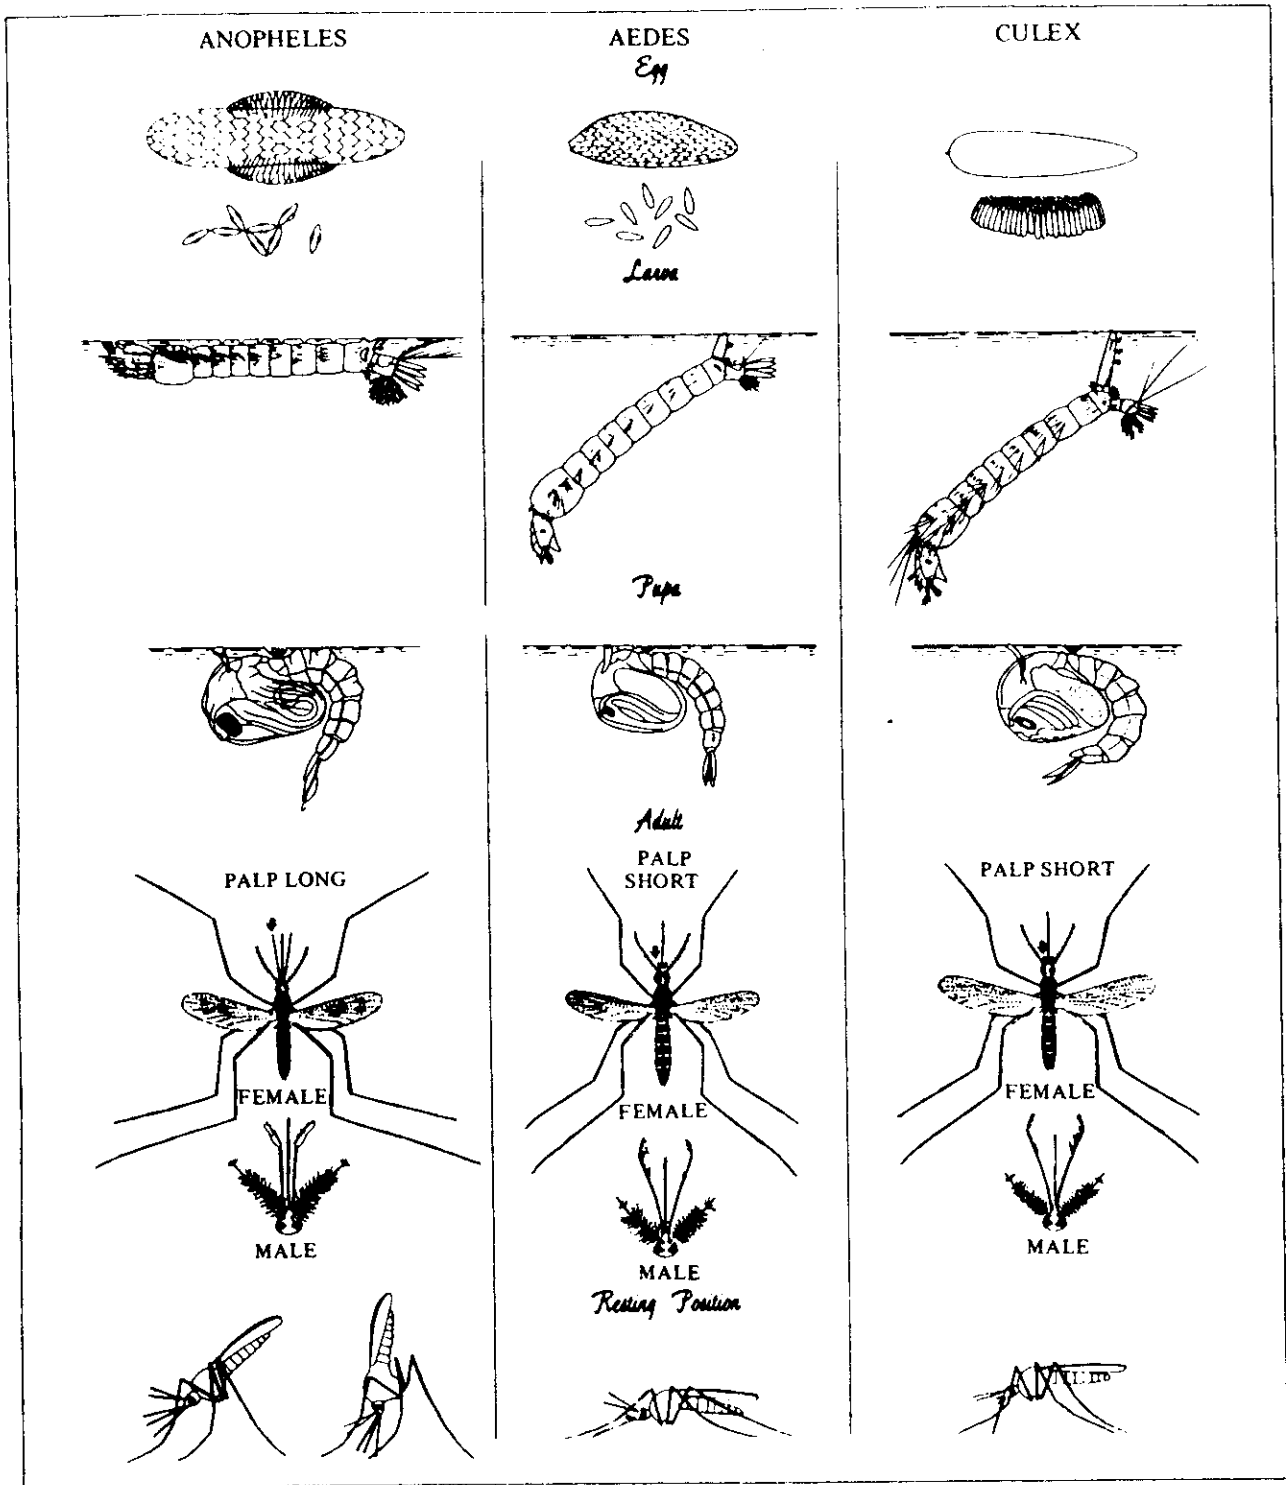 ANOPHELES
AEDES
CULEX
Egg
Larva
Pupa
Adult
PALP LONG
PALP
SHORT
PALP SHORT
FEMALE
FEMALE
FEMALE
MALE
MALE
MALE
Resting Position